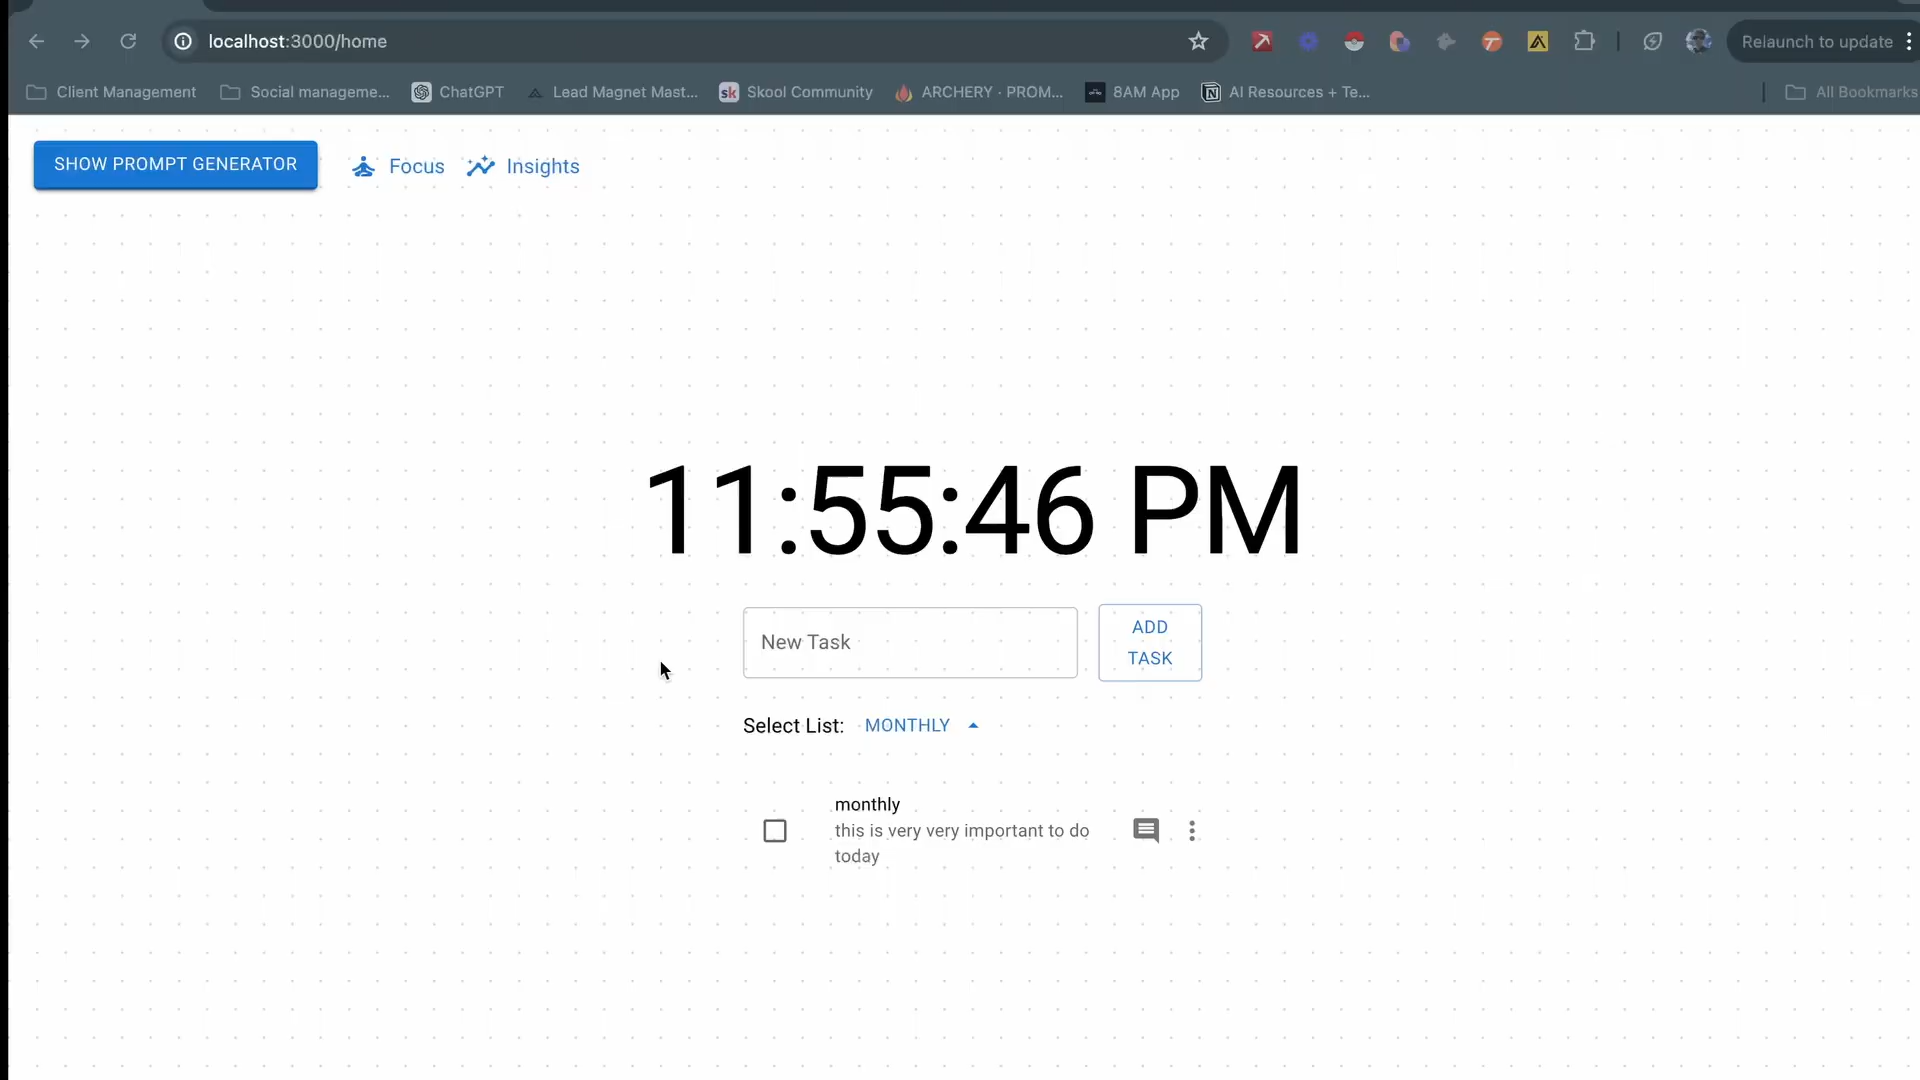 localhost:3000/home
Relaunch to update
Client Management
Social manageme...
ChatGPT
Lead Magnet Mast...
sk
Skool Community
ARCHERY · PROM...
8AM App
AI Resources + Te...
All Bookmarks
SHOW PROMPT GENERATOR
Focus
Insights
11:55:46 PM
New Task
ADD
TASK
Select List: MONTHLY
monthly
this is very very important to do
today